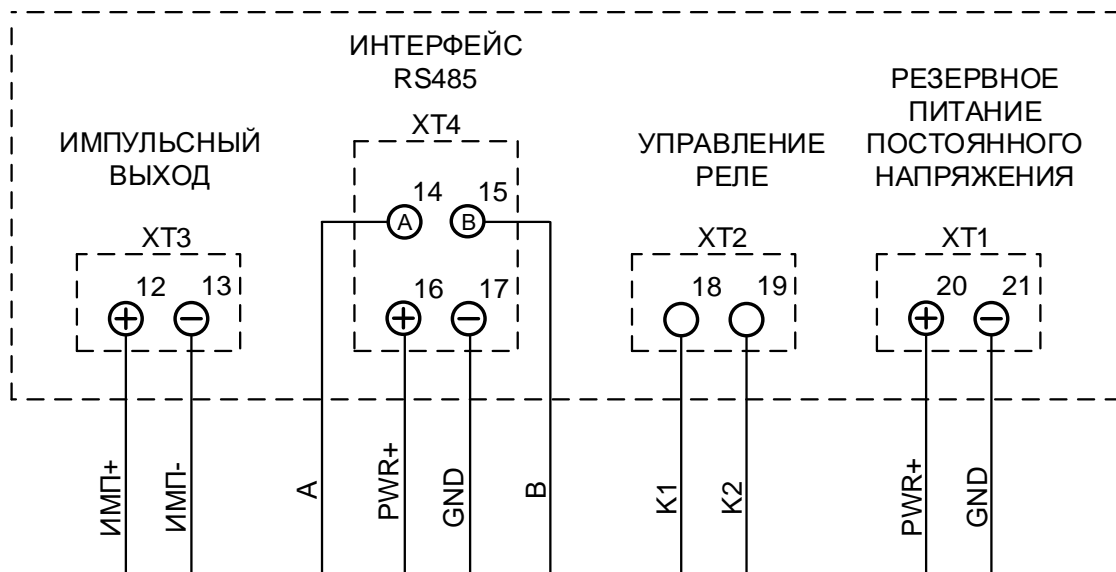 ИНТЕРФЕЙС
RS485
XT4
14
15
A
B
16
17
ИМПУЛЬСНЫЙ
ВЫХОД
XT3
12
13
УПРАВЛЕНИЕ
РЕЛЕ
XT2
18
19
РЕЗЕРВНОЕ
ПИТАНИЕ
ПОСТОЯННОГО
НАПРЯЖЕНИЯ
XT1
20
21
ИМП+
ИМП-
A
PWR+
GND
B
K1
K2
PWR+
GND